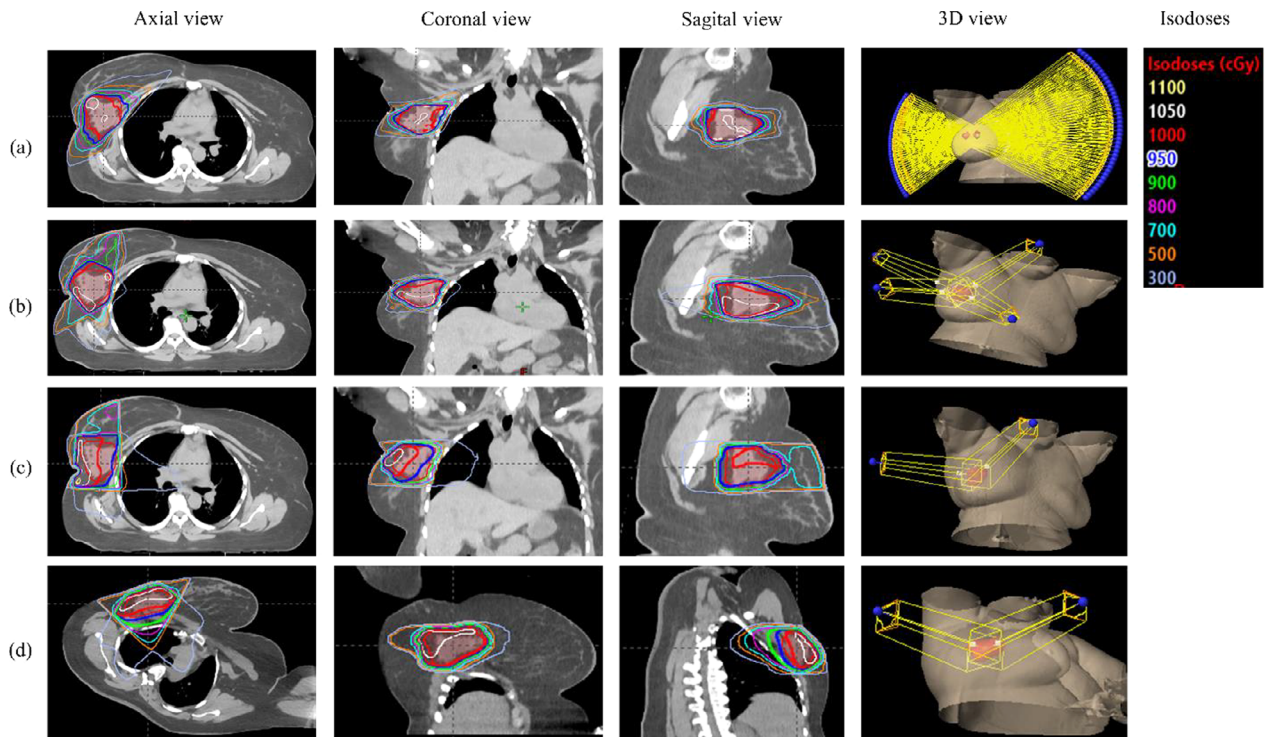 Axial view
Coronal view
Sagital view
3D view
Isodoses
Isodoses (cGy)
1100
1050
1000
950
900
800
700
500
300
(a)
(b)
(c)
(d)
F